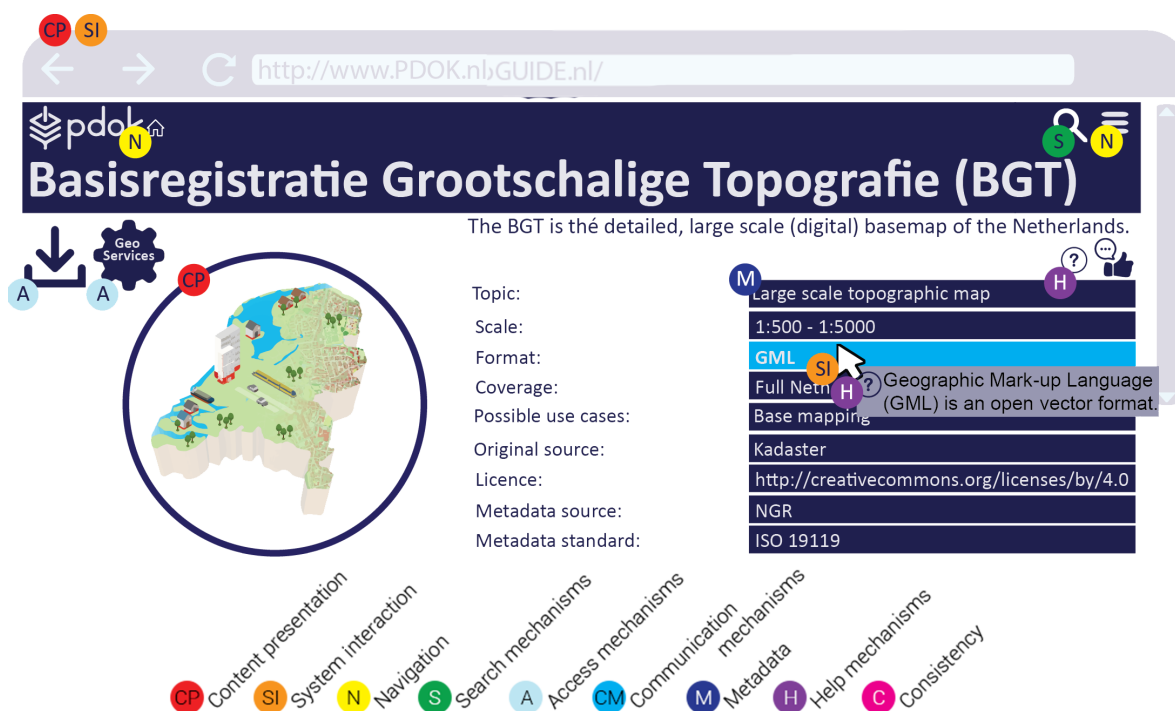 CP SI
http://www.PDOK.nl GUIDE.nl/
pdok
N S N
Basisregistratie Grootschalige Topografie (BGT)
The BGT is thé detailed, large scale (digital) basemap of the Netherlands.
Geo
Services
?
A A CP M H
Topic: Large scale topographic map
Scale: 1:500 - 1:5000
Format: GML
SI
Coverage: Full Neth
H ? Geographic Mark-up Language
(GML) is an open vector format.
Possible use cases: Base mapping
Original source: Kadaster
Licence: http://creativecommons.org/licenses/by/4.0
Metadata source: NGR
Metadata standard: ISO 19119
CP Content presentation
SI System interaction
N Navigation
S Search mechanisms
A Access mechanisms
CM Communication
mechanisms
M Metadata
H Help mechanisms
C Consistency